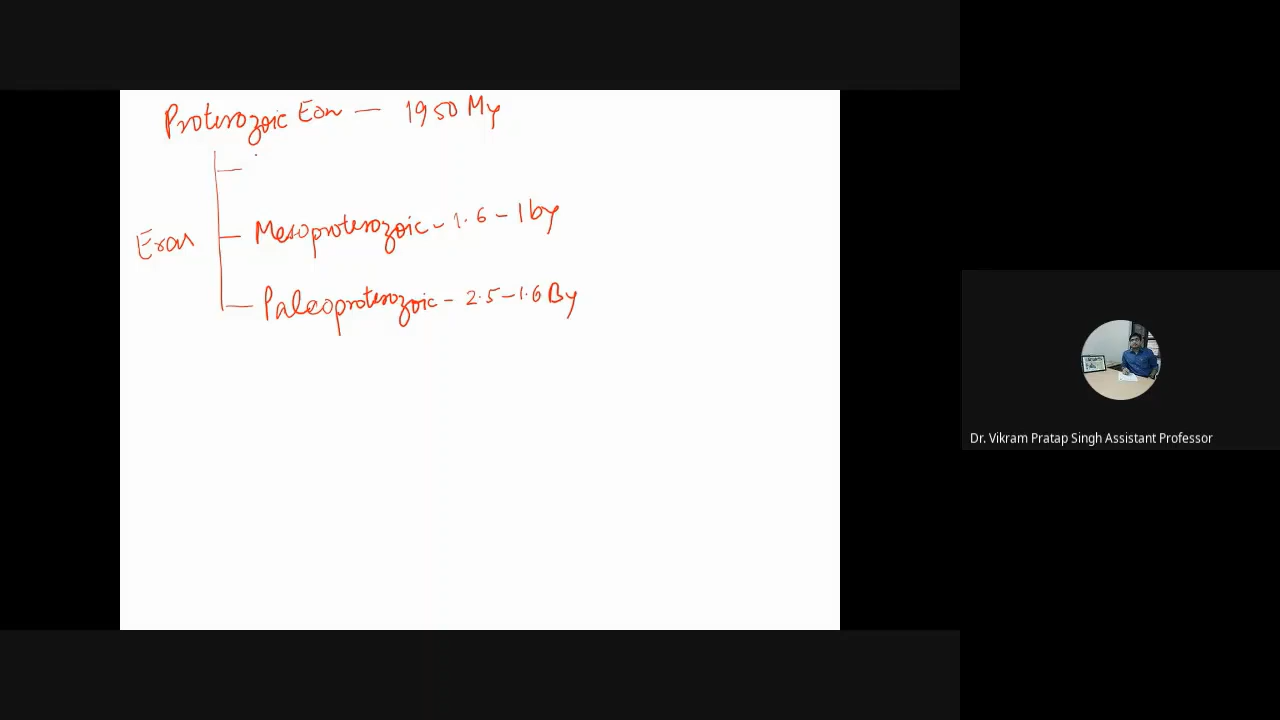 Proterozoic Eon — 1950 My
Mesoproterozoic - 1.6 - 1by
Eras
Paleoproterozoic - 2.5 - 1.6 By
Dr. Vikram Pratap Singh Assistant Professor